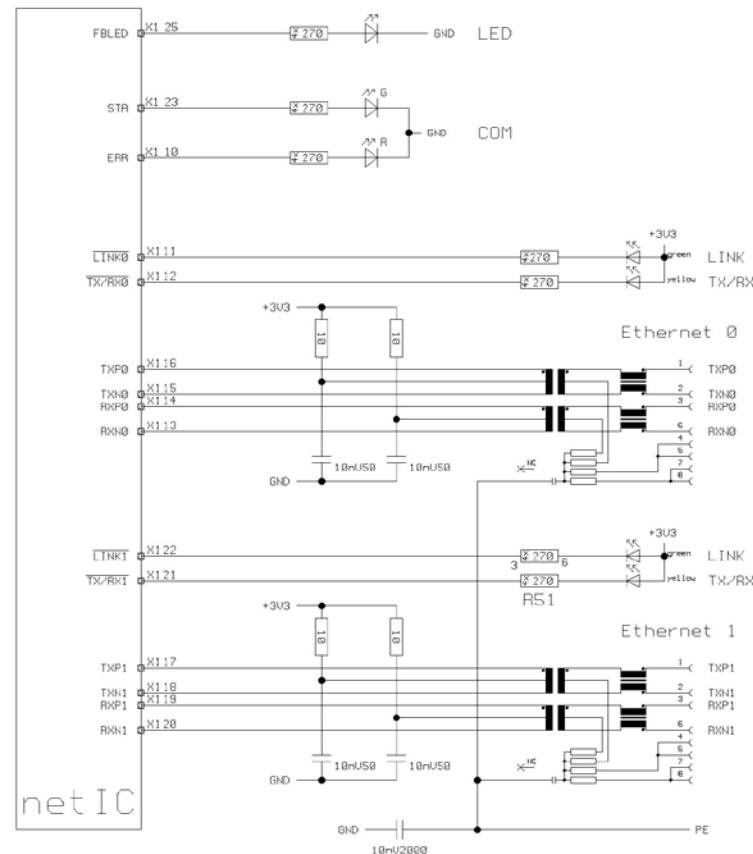 FBLED X1 25 270 GND LED
STA X1 23 270 G
GND COM
ERR X1 10 270 R
+3V3
LINK0 X111 270 green LINK
TX/RX0 X112 270 yellow TX/RX
+3V3
10 10
Ethernet 0
TXP0 X116 1 TXP0
TXN0 X115 2 TXN0
RXP0 X114 3 RXP0
RXN0 X113 6 RXN0
4
5
7
8
NC
10nV50 10nV50
GND
+3V3
LINK1 X122 3 270 6 green LINK
TX/RX1 X121 270 yellow TX/RX
R51
+3V3
10 10
Ethernet 1
TXP1 X117 1 TXP1
TXN1 X118 2 TXN1
RXP1 X119 3 RXP1
RXN1 X120 6 RXN1
4
5
7
8
NC
10nV50 10nV50
GND
netIC
GND PE
10nV2000